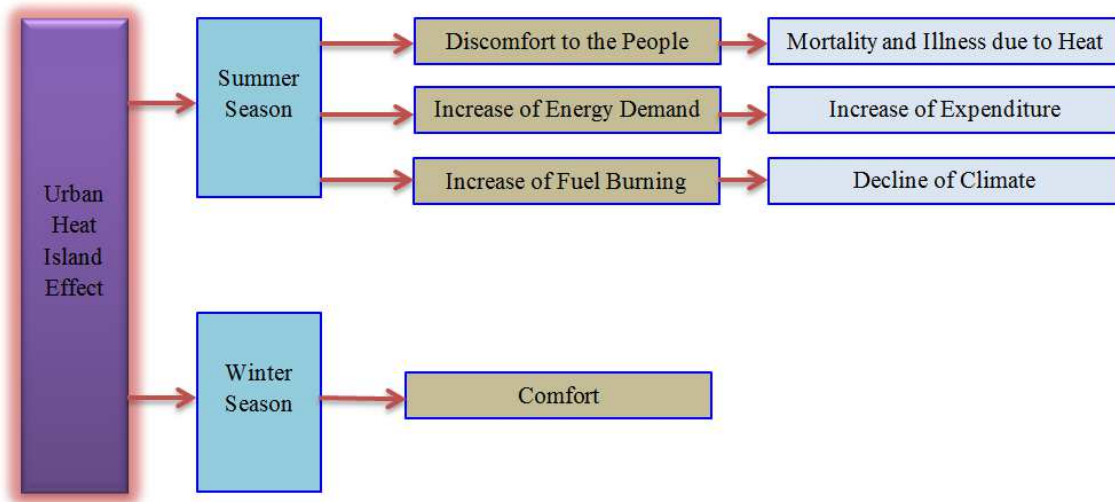 Urban
Heat
Island
Effect
Summer
Season
Discomfort to the People
Mortality and Illness due to Heat
Increase of Energy Demand
Increase of Expenditure
Increase of Fuel Burning
Decline of Climate
Winter
Season
Comfort